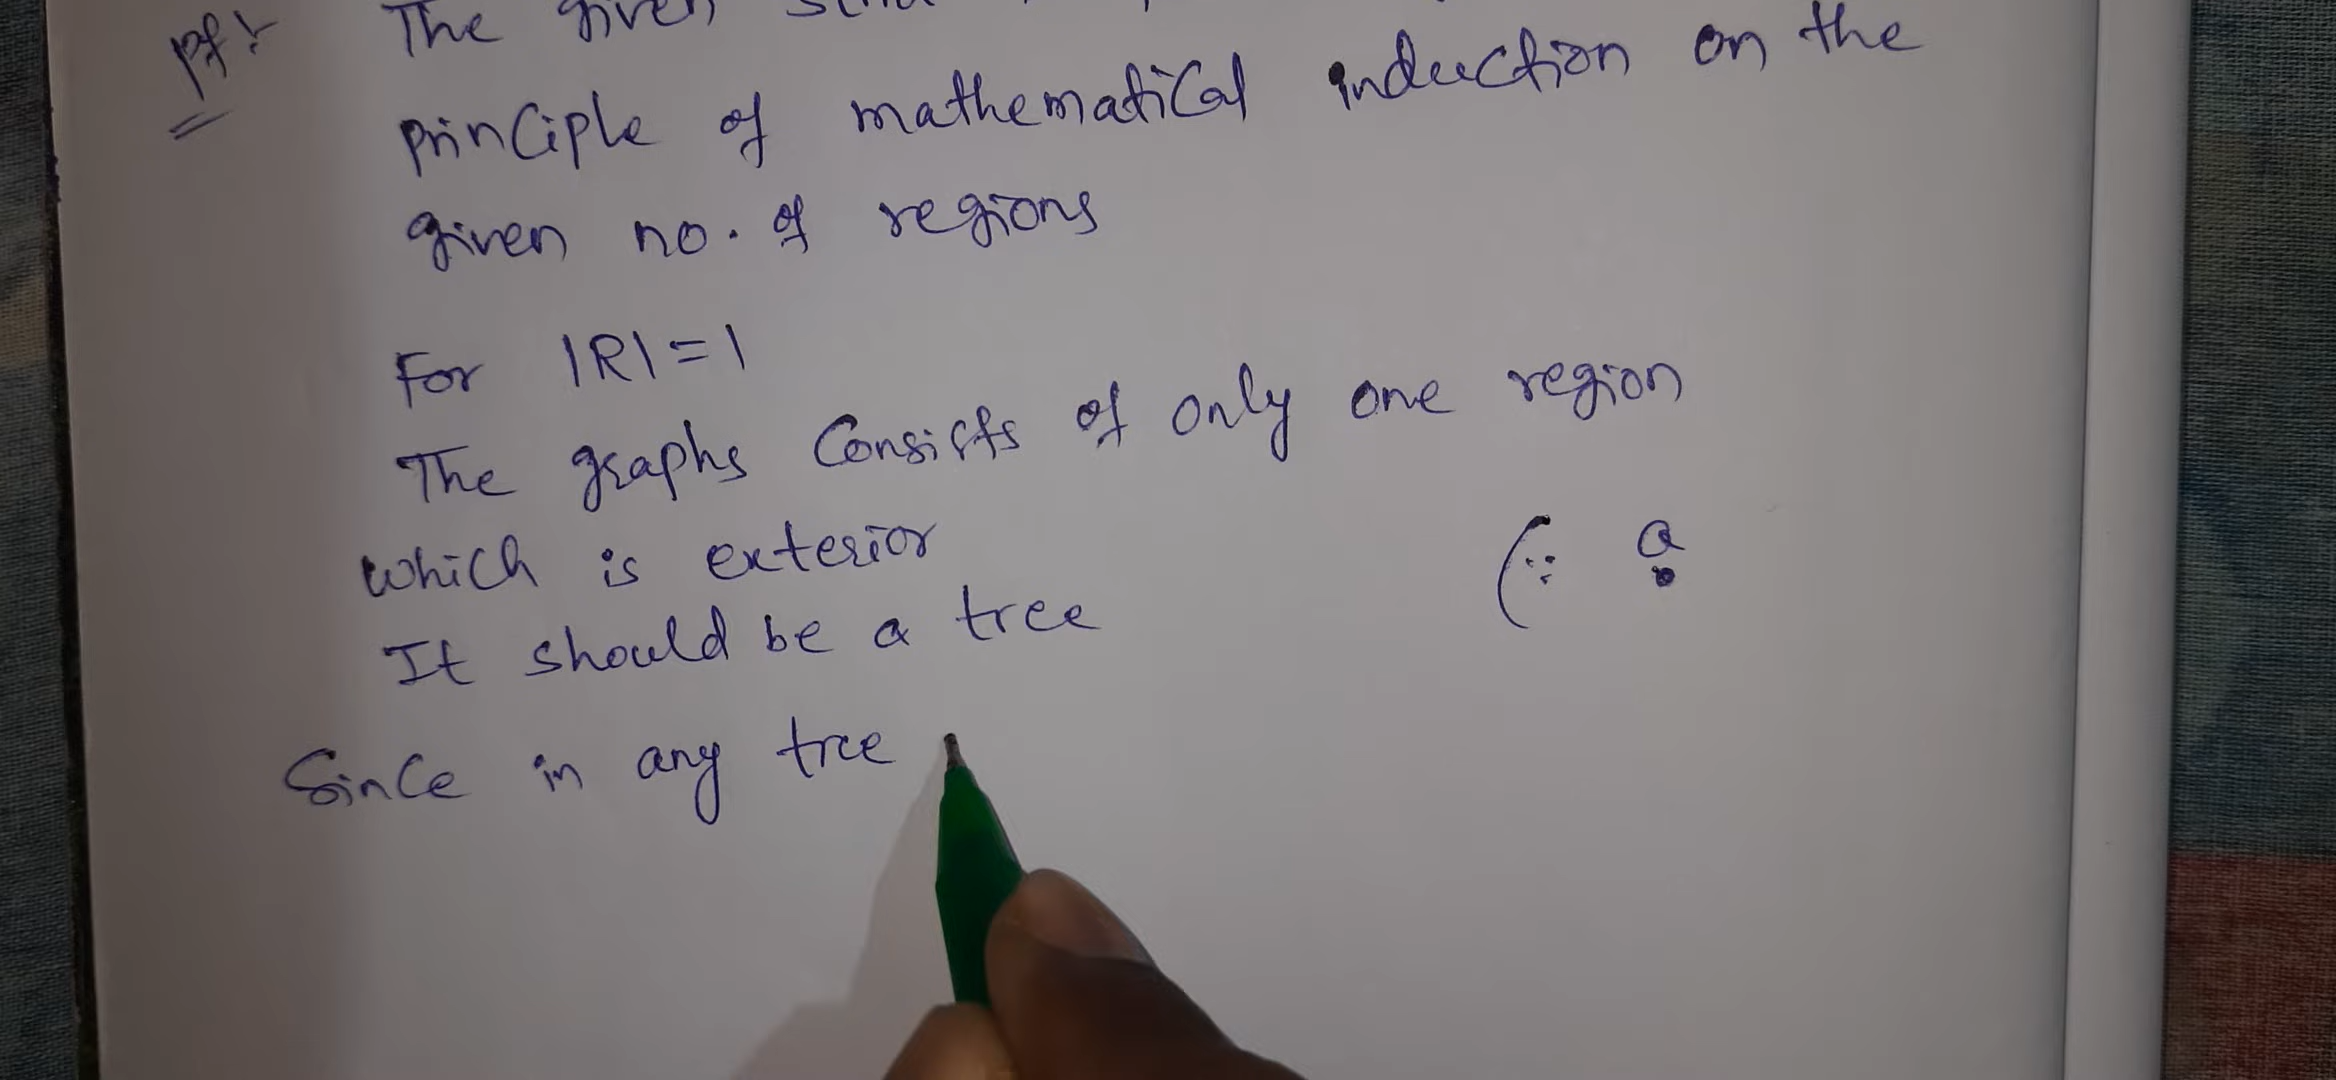 Pf:
The given
principle of mathematical induction on the
given no. of regions
For |R|=1
The graphs Consists of only one region
which is exterior
(∵ a
It should be a tree
Since in any tree